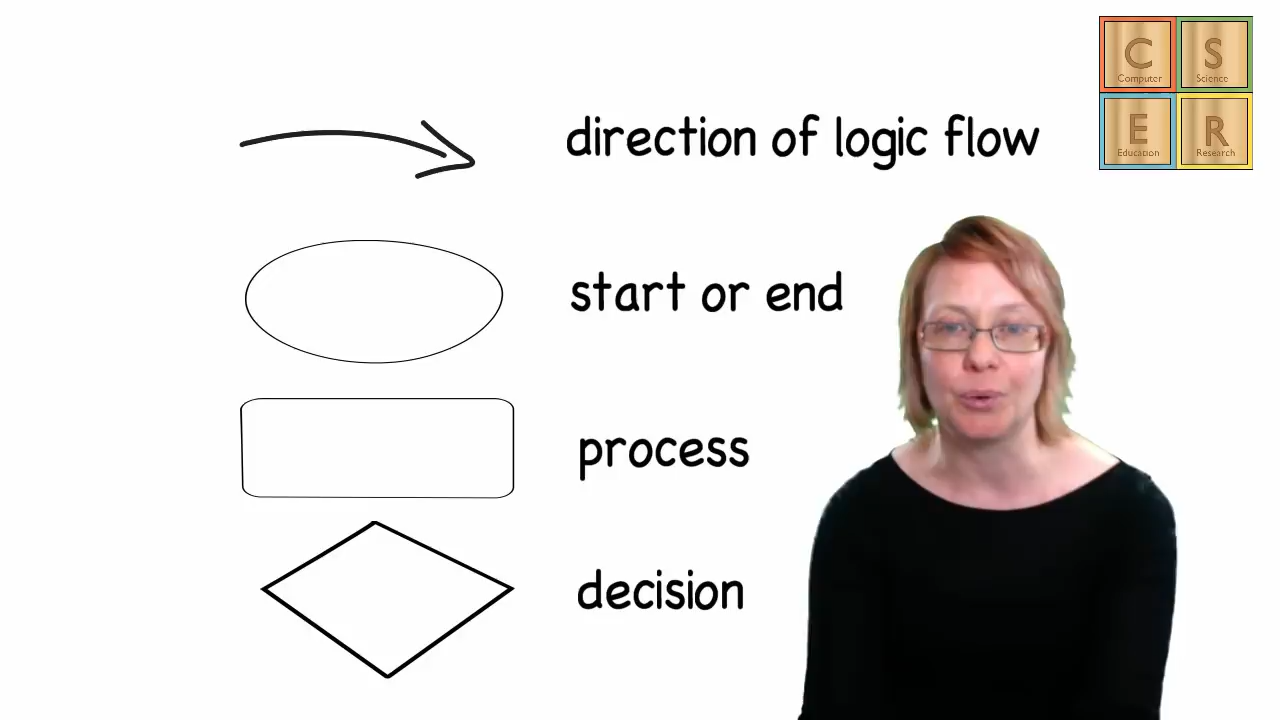 direction of logic flow
start or end
process
decision
C
Computer
S
Science
E
Education
R
Research